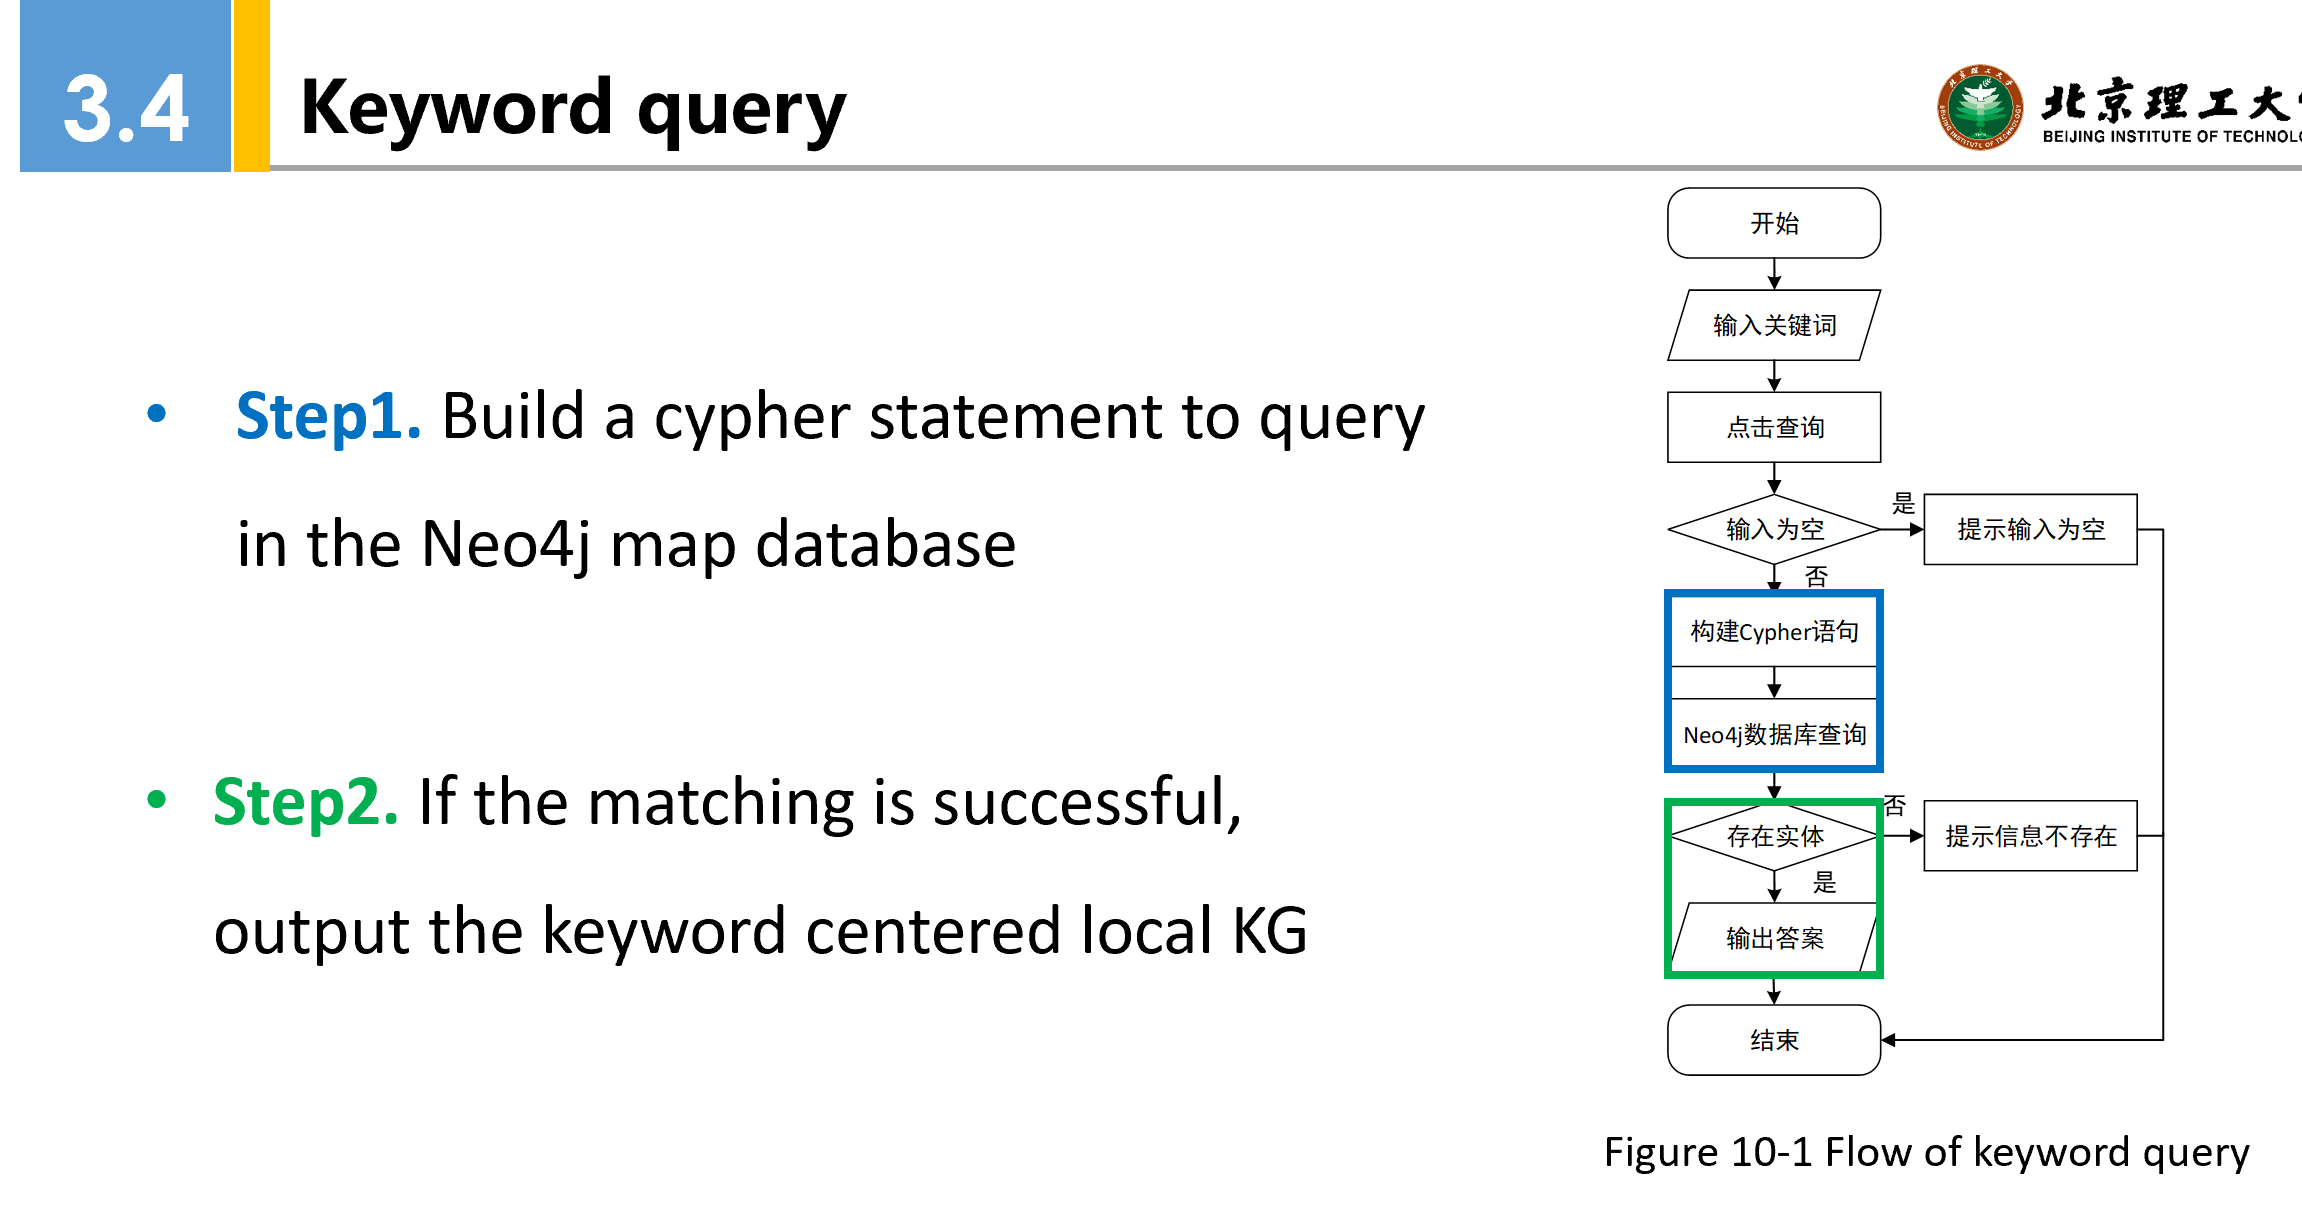 3.4
Keyword query
北京理工大
BEIJING INSTITUTE OF TECHNOLO
• Step1. Build a cypher statement to query
in the Neo4j map database
• Step2. If the matching is successful,
output the keyword centered local KG
开始
输入关键词
点击查询
输入为空
是
提示输入为空
否
构建Cypher语句
Neo4j数据库查询
存在实体
否
提示信息不存在
是
输出答案
结束
Figure 10-1 Flow of keyword query